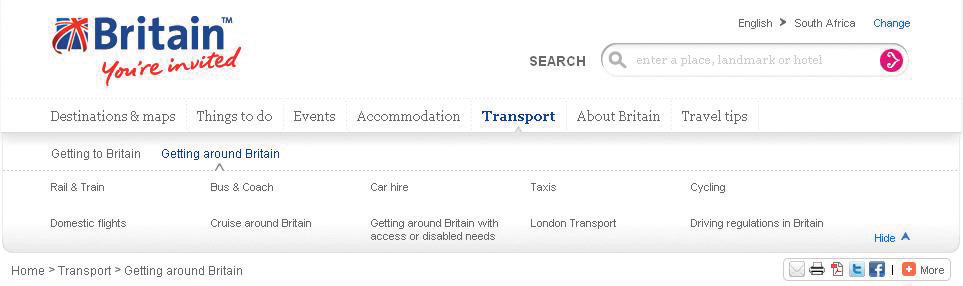 Britain™
You're invited
English > South Africa Change
SEARCH enter a place, landmark or hotel
Destinations & maps Things to do Events Accommodation Transport About Britain Travel tips
Getting to Britain Getting around Britain
Rail & Train Bus & Coach Car hire Taxis Cycling
Domestic flights Cruise around Britain Getting around Britain with access or disabled needs London Transport Driving regulations in Britain
Hide
Home > Transport > Getting around Britain
| More